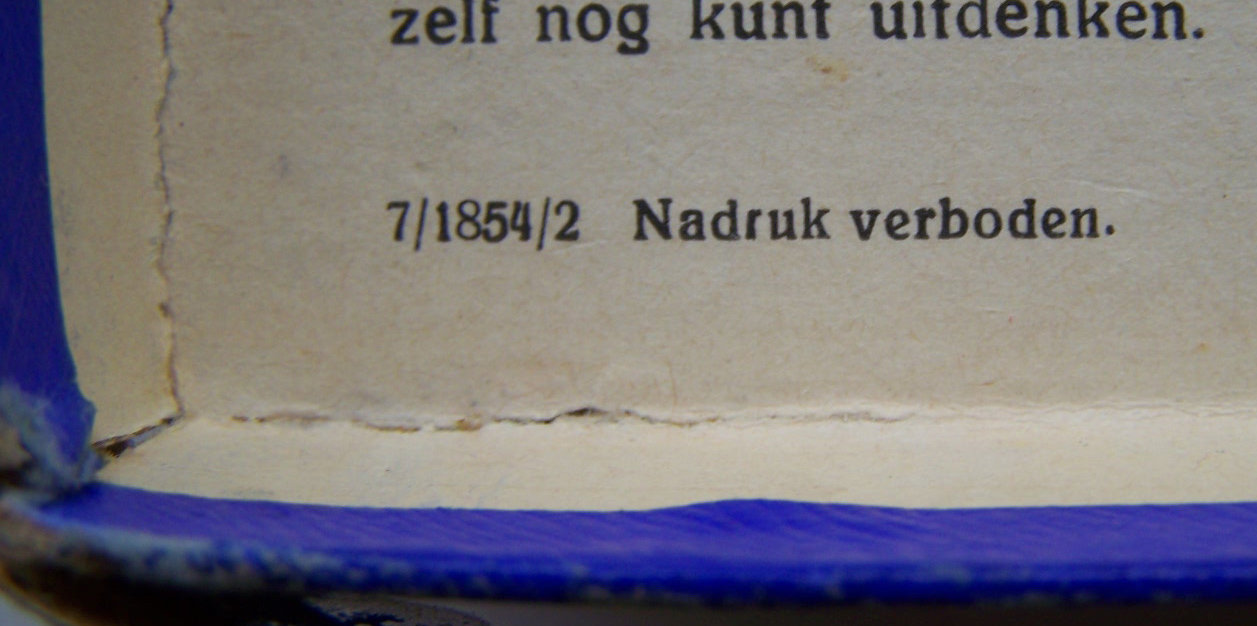 zelf nog kunt uitdenken.
7/1854/2 Nadruk verboden.